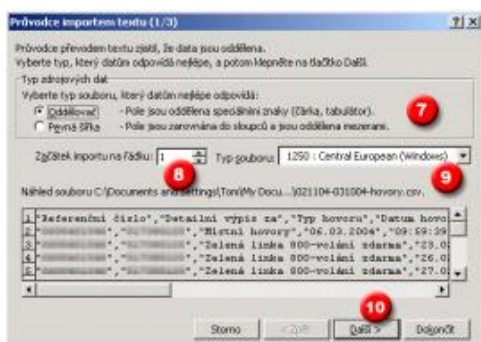 Průvodce importem textu (1/3)
Průvodce převodem textu zjistil, že data jsou oddělena.
Vyberte typ, který datům odpovídá nejlépe, a potom klepněte na tlačítko Další.
Typ zdrojových dat
Vyberte typ souboru, který datům nejlépe odpovídá:
Oddělovač - Pole jsou oddělena speciálními znaky (čárka, tabulátor).
Pevná šířka - Pole jsou zarovnána do sloupců a jsou oddělena mezerami.
7
Začátek importu na řádku: 1 Typ souboru: 1250 : Central European (Windows)
8
9
Náhled souboru C:\Documents and Settings\Tom\My Docu...\021104-031004-hovory.csv.
1 "Referenční číslo","Detailní výpis za","Typ hovoru","Datum hovo
2 "Místní hovory","06.03.2004","09:59:39
3 "Zelená linka 800-volání zdarma","23.0
4 "Zelená linka 800-volání zdarma","26.0
5 "Zelená linka 800-volání zdarma","27.0
10
Storno < Zpět Další > Dokončit